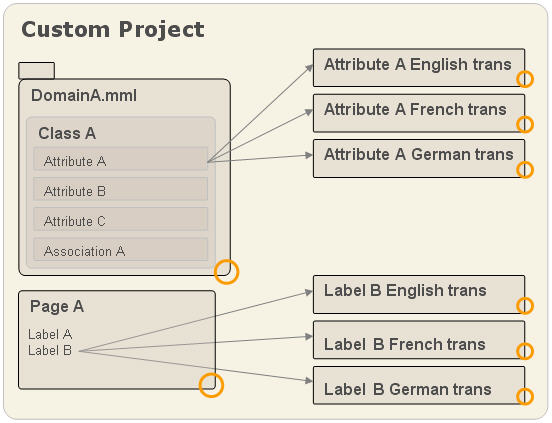 Custom Project
DomainA.mml
Class A
Attribute A
Attribute B
Attribute C
Association A
Attribute A English trans
Attribute A French trans
Attribute A German trans
Page A
Label A
Label B
Label B English trans
Label B French trans
Label B German trans